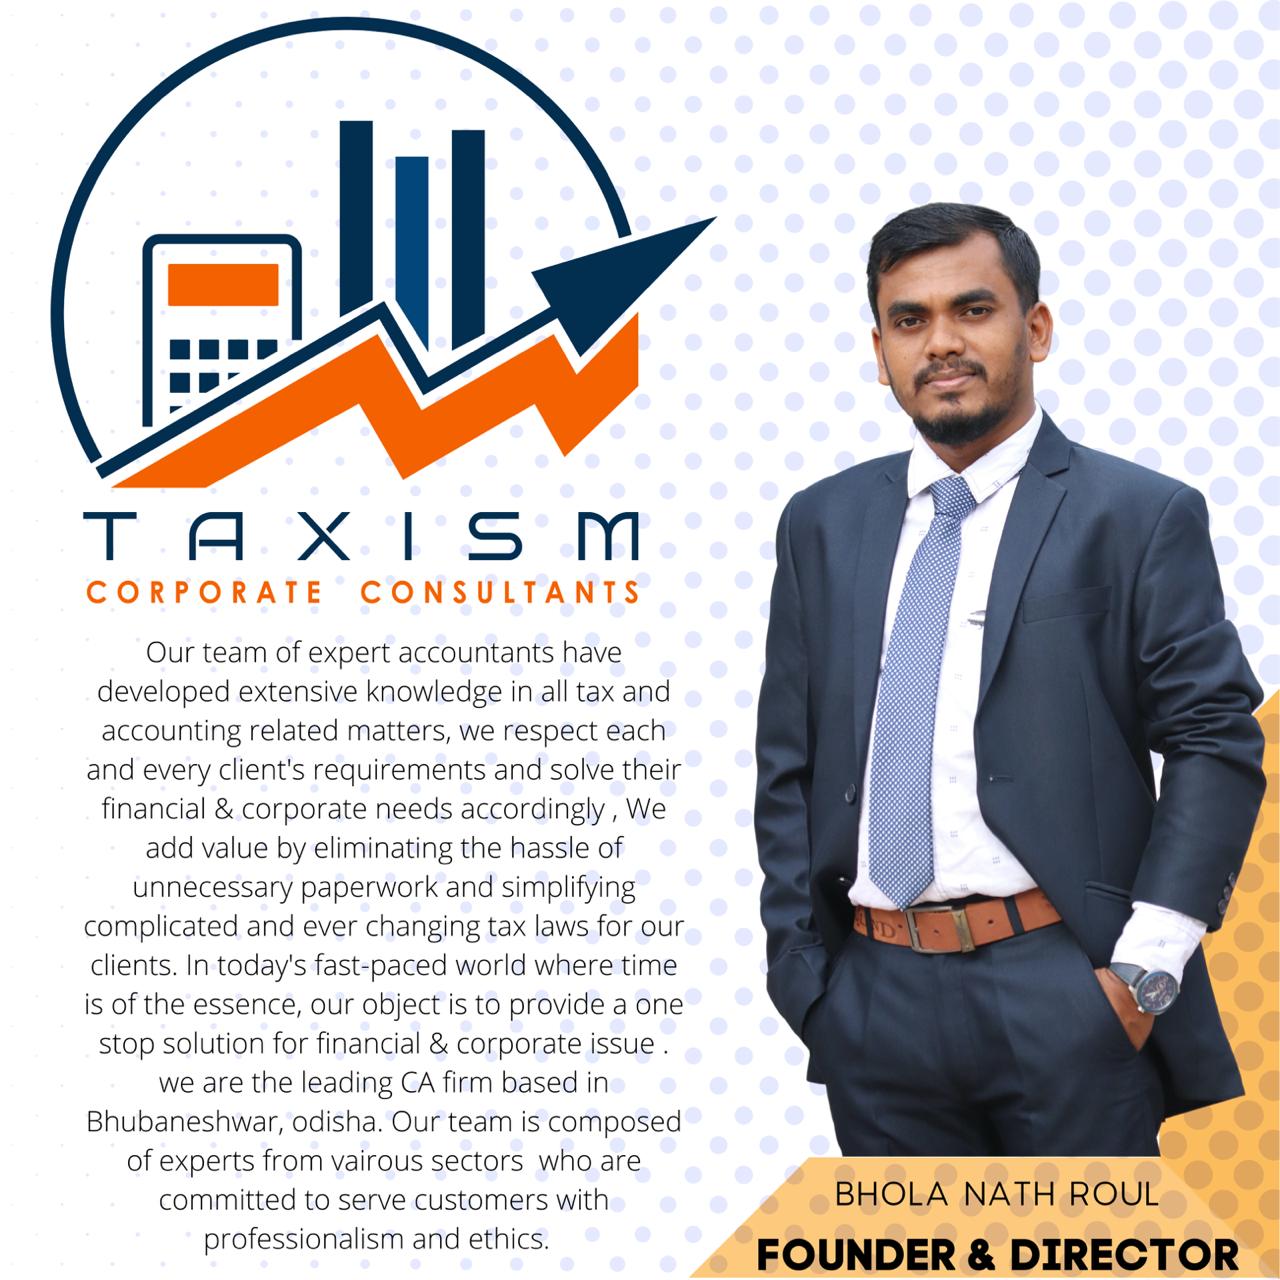 TAXISM
CORPORATE CONSULTANTS
Our team of expert accountants have
developed extensive knowledge in all tax and
accounting related matters, we respect each
and every client's requirements and solve their
financial & corporate needs accordingly , We
add value by eliminating the hassle of
unnecessary paperwork and simplifying
complicated and ever changing tax laws for our
clients. In today's fast-paced world where time
is of the essence, our object is to provide a one
stop solution for financial & corporate issue .
we are the leading CA firm based in
Bhubaneshwar, odisha. Our team is composed
of experts from vairous sectors who are
committed to serve customers with
professionalism and ethics.
BHOLA NATH ROUL
FOUNDER & DIRECTOR